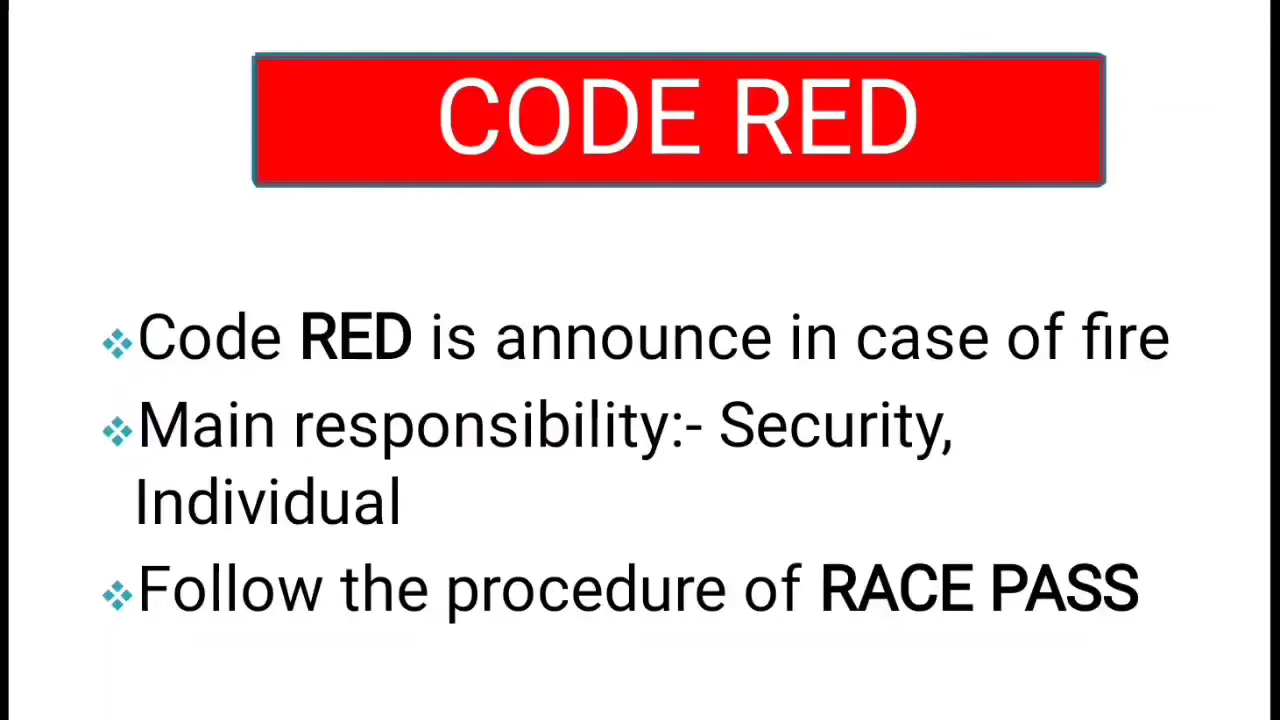 CODE RED
❖Code RED is announce in case of fire
❖Main responsibility:- Security,
Individual
❖Follow the procedure of RACE PASS